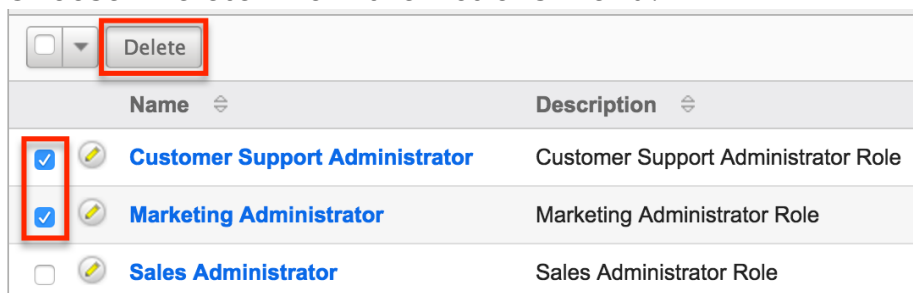 Delete
Name Description
Customer Support Administrator Customer Support Administrator Role
Marketing Administrator Marketing Administrator Role
Sales Administrator Sales Administrator Role